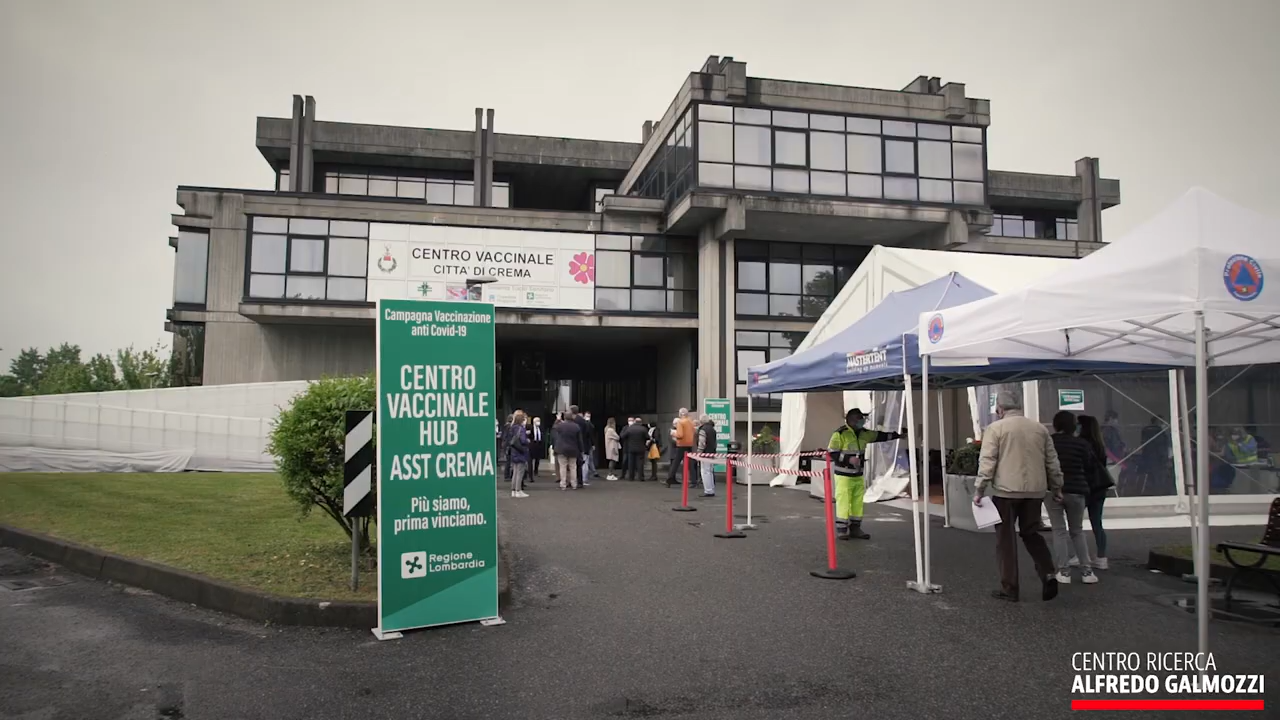 CENTRO VACCINALE
CITTA' DI CREMA
Campagna Vaccinazione
anti Covid-19
CENTRO
VACCINALE
HUB
ASST CREMA
Più siamo,
prima vinciamo.
Regione
Lombardia
MASTERTENT
CENTRO RICERCA
ALFREDO GALMOZZI